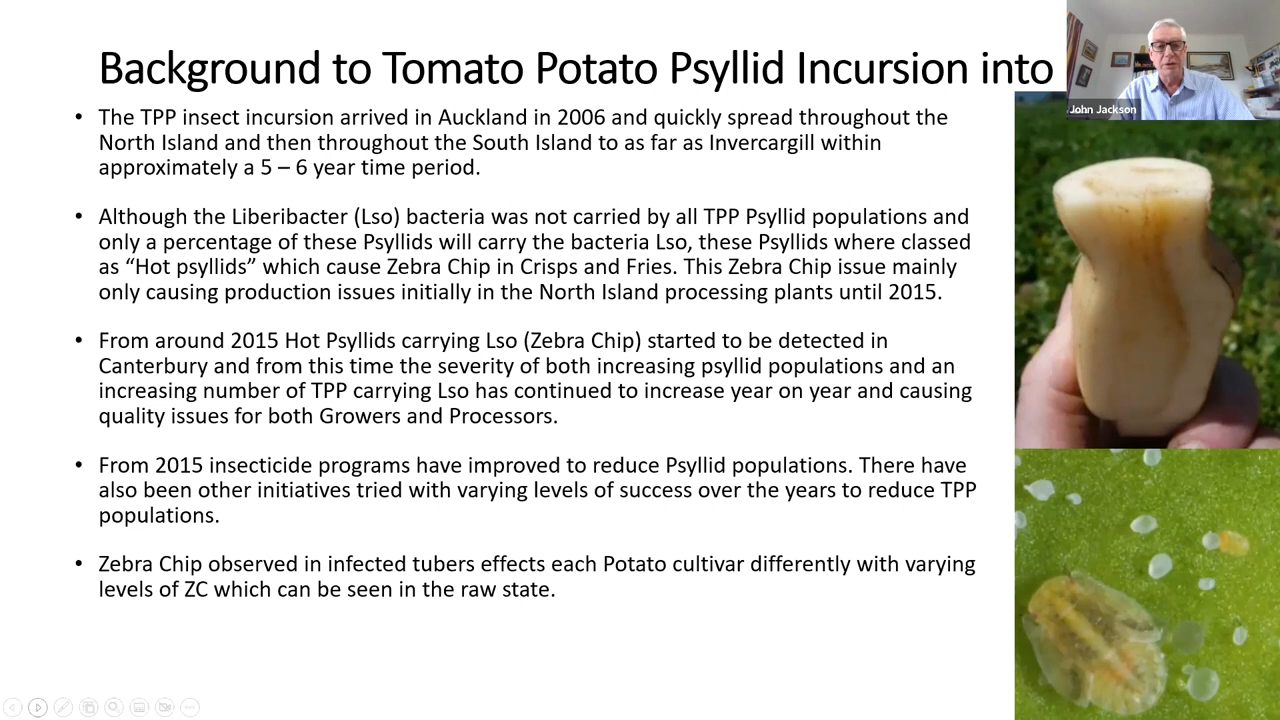 Background to Tomato Potato Psyllid Incursion into
John Jackson
• The TPP insect incursion arrived in Auckland in 2006 and quickly spread throughout the
North Island and then throughout the South Island to as far as Invercargill within
approximately a 5 – 6 year time period.
• Although the Liberibacter (Lso) bacteria was not carried by all TPP Psyllid populations and
only a percentage of these Psyllids will carry the bacteria Lso, these Psyllids where classed
as “Hot psyllids” which cause Zebra Chip in Crisps and Fries. This Zebra Chip issue mainly
only causing production issues initially in the North Island processing plants until 2015.
• From around 2015 Hot Psyllids carrying Lso (Zebra Chip) started to be detected in
Canterbury and from this time the severity of both increasing psyllid populations and an
increasing number of TPP carrying Lso has continued to increase year on year and causing
quality issues for both Growers and Processors.
• From 2015 insecticide programs have improved to reduce Psyllid populations. There have
also been other initiatives tried with varying levels of success over the years to reduce TPP
populations.
• Zebra Chip observed in infected tubers effects each Potato cultivar differently with varying
levels of ZC which can be seen in the raw state.